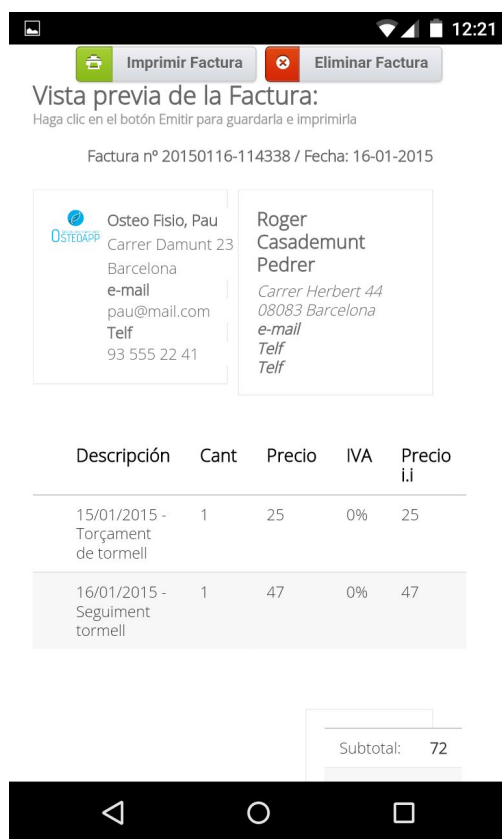 12:21
Imprimir Factura
Eliminar Factura
Vista previa de la Factura:
Haga clic en el botón Emitir para guardarla e imprimirla
Factura nº 20150116-114338 / Fecha: 16-01-2015
OSTEOAPP
Osteo Fisio, Pau
Carrer Damunt 23
Barcelona
e-mail
pau@mail.com
Telf
93 555 22 41
Roger
Casademunt
Pedrer
Carrer Herbert 44
08083 Barcelona
e-mail
Telf
Telf
Descripción Cant Precio IVA Precio
i.i
15/01/2015 - 1 25 0% 25
Torçament
de tormell
16/01/2015 - 1 47 0% 47
Seguiment
tormell
Subtotal: 72